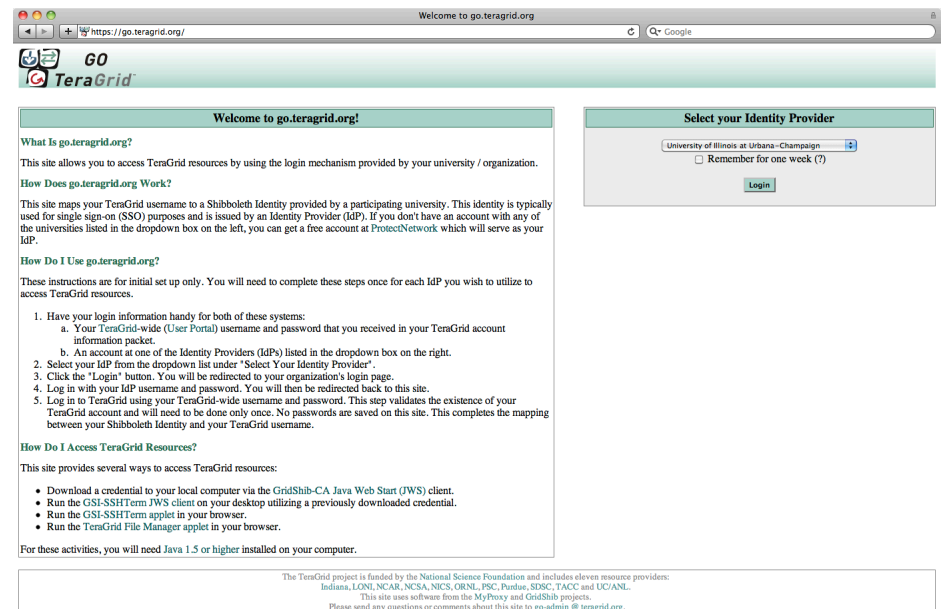 Welcome to go.teragrid.org
https://go.teragrid.org/
Google
GO
TeraGrid
Welcome to go.teragrid.org!
What Is go.teragrid.org?
This site allows you to access TeraGrid resources by using the login mechanism provided by your university / organization.
How Does go.teragrid.org Work?
This site maps your TeraGrid username to a Shibboleth Identity provided by a participating university. This identity is typically
used for single sign-on (SSO) purposes and is issued by an Identity Provider (IdP). If you don't have an account with any of
the universities listed in the dropdown box on the left, you can get a free account at ProtectNetwork which will serve as your
IdP.
How Do I Use go.teragrid.org?
These instructions are for initial set up only. You will need to complete these steps once for each IdP you wish to utilize to
access TeraGrid resources.
1. Have your login information handy for both of these systems:
a. Your TeraGrid-wide (User Portal) username and password that you received in your TeraGrid account
information packet.
b. An account at one of the Identity Providers (IdPs) listed in the dropdown box on the right.
2. Select your IdP from the dropdown list under "Select Your Identity Provider".
3. Click the "Login" button. You will be redirected to your organization's login page.
4. Log in with your IdP username and password. You will then be redirected back to this site.
5. Log in to TeraGrid using your TeraGrid-wide username and password. This step validates the existence of your
TeraGrid account and will need to be done only once. No passwords are saved on this site. This completes the mapping
between your Shibboleth Identity and your TeraGrid username.
How Do I Access TeraGrid Resources?
This site provides several ways to access TeraGrid resources:
• Download a credential to your local computer via the GridShib-CA Java Web Start (JWS) client.
• Run the GSI-SSHTerm JWS client on your desktop utilizing a previously downloaded credential.
• Run the GSI-SSHTerm applet in your browser.
• Run the TeraGrid File Manager applet in your browser.
For these activities, you will need Java 1.5 or higher installed on your computer.
Select your Identity Provider
University of Illinois at Urbana-Champaign
Remember for one week (?)
Login
The TeraGrid project is funded by the National Science Foundation and includes eleven resource providers:
Indiana, LONI, NCAR, NCSA, NICS, ORNL, PSC, Purdue, SDSC, TACC and UC/ANL.
This site uses software from the MyProxy and GridShib projects.
Please send any questions or comments about this site to go-admin @ teragrid.org.